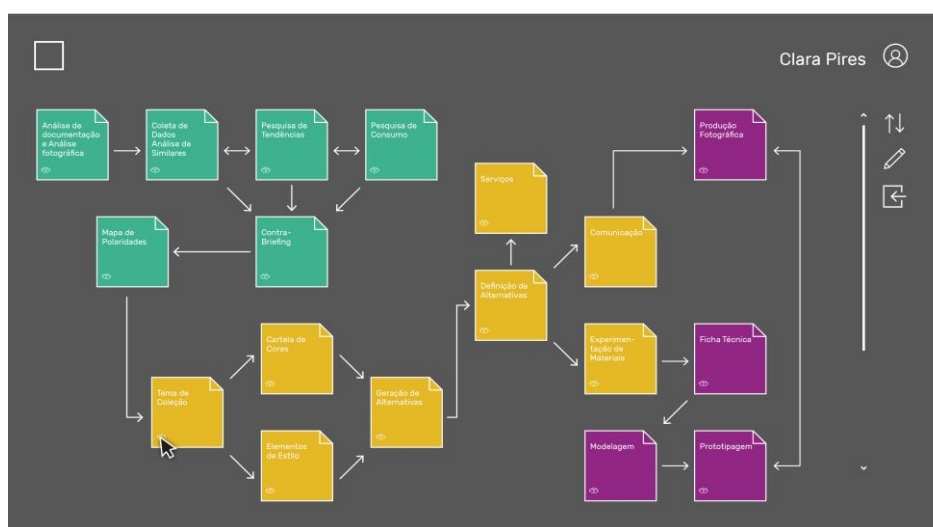 Clara Pires
Análise de
documentação
e Análise
fotográfica
Coleta de
Dados
Análise de
Similares
Pesquisa de
Tendências
Pesquisa de
Consumo
Produção
Fotográfica
Serviços
Mapa de
Polaridades
Contra-
Briefing
Comunicação
Definição de
Alternativas
Cartela de
Cores
Experimen-
tação de
Materiais
Ficha Técnica
Tema de
Coleção
Geração de
Alternativas
Elementos
de Estilo
Modelagem
Prototipagem